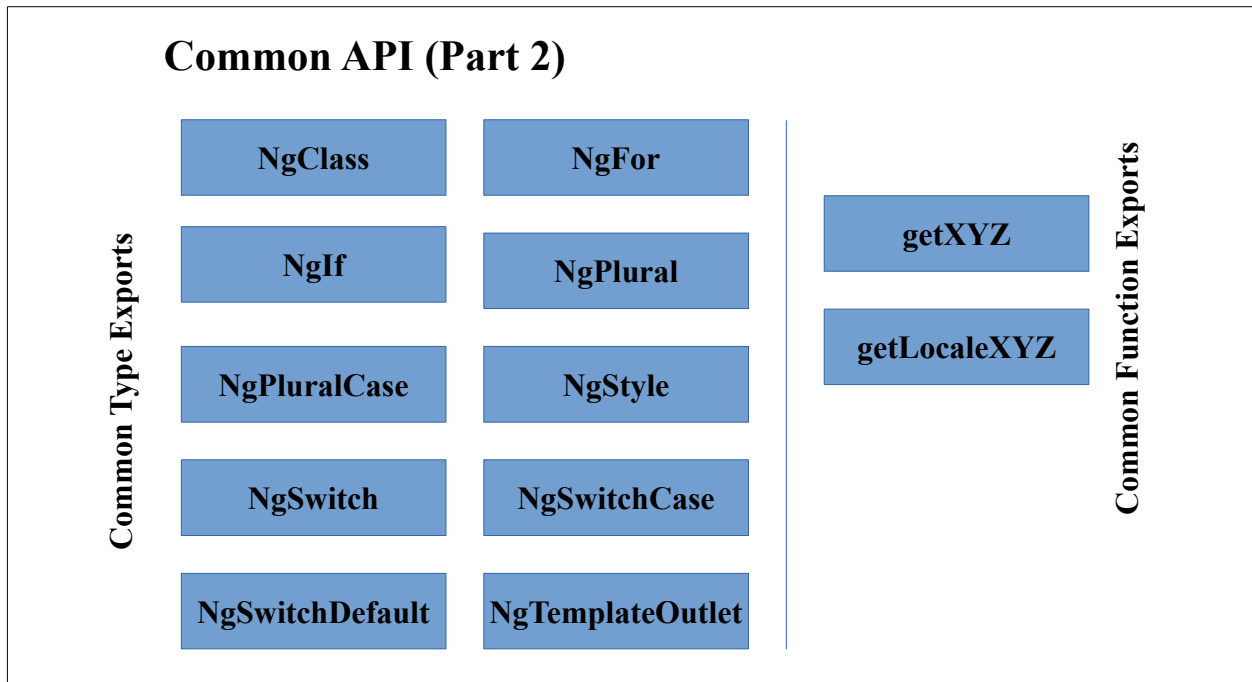 Common API (Part 2)
Common Type Exports
NgClass
NgFor
NgIf
NgPlural
NgPluralCase
NgStyle
NgSwitch
NgSwitchCase
NgSwitchDefault
NgTemplateOutlet
getXYZ
getLocaleXYZ
Common Function Exports